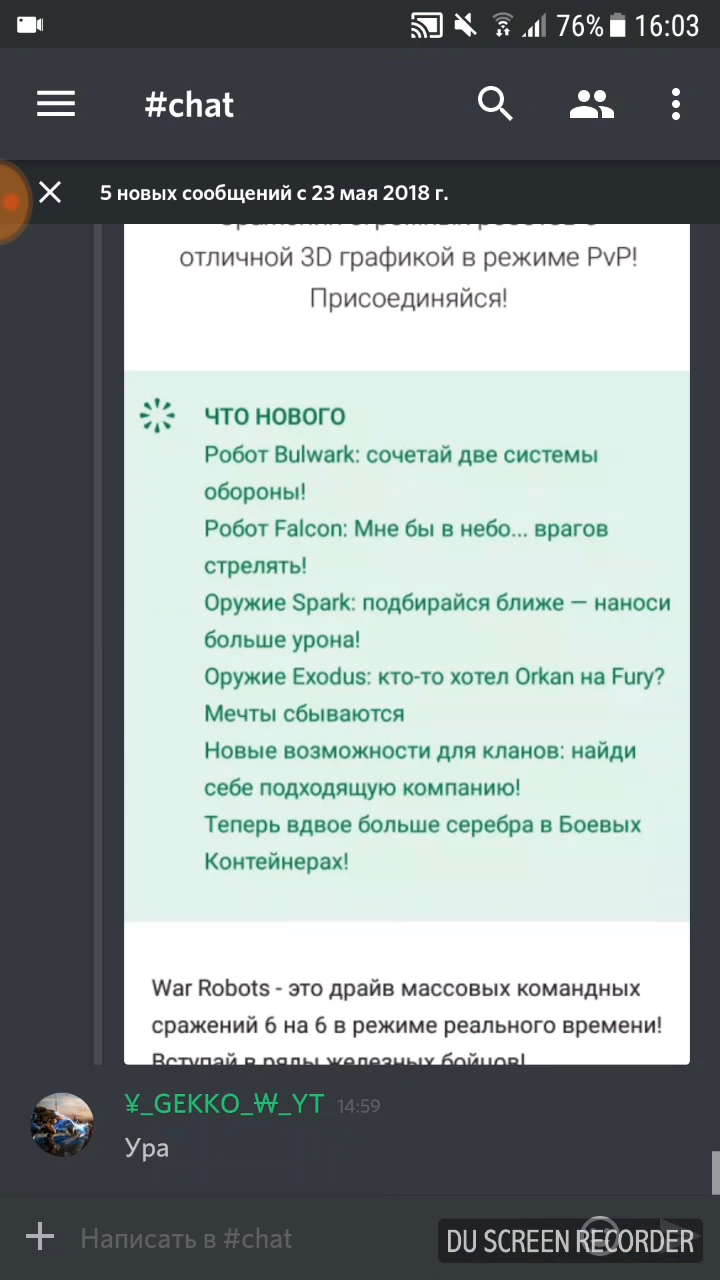 76% 16:03
#chat
5 новых сообщений с 23 мая 2018 г.
отличной 3D графикой в режиме PvP!
Присоединяйся!
ЧТО НОВОГО
Робот Bulwark: сочетай две системы
обороны!
Робот Falcon: Мне бы в небо... врагов
стрелять!
Оружие Spark: подбирайся ближе — наноси
больше урона!
Оружие Exodus: кто-то хотел Orkan на Fury?
Мечты сбываются
Новые возможности для кланов: найди
себе подходящую компанию!
Теперь вдвое больше серебра в Боевых
Контейнерах!
War Robots - это драйв массовых командных
сражений 6 на 6 в режиме реального времени!
Вступай в ряды железных бойцов!
¥_GEKKO_₩_YT 14:59
Ура
Написать в #chat
DU SCREEN RECORDER